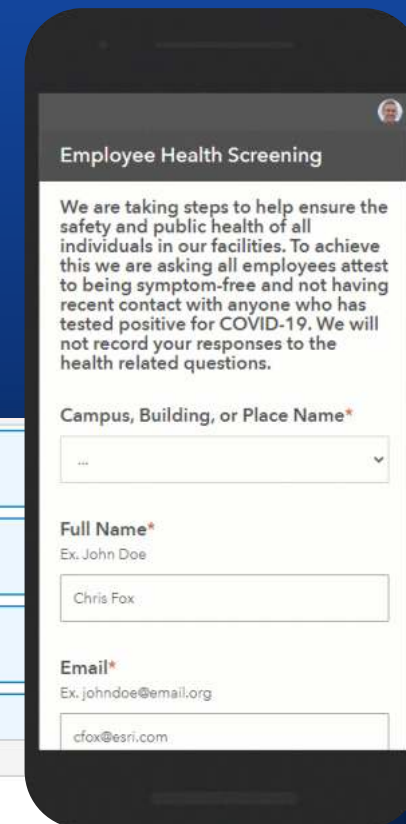 Employee Health Screening
We are taking steps to help ensure the
safety and public health of all
individuals in our facilities. To achieve
this we are asking all employees attest
to being symptom-free and not having
recent contact with anyone who has
tested positive for COVID-19. We will
not record your responses to the
health related questions.
Campus, Building, or Place Name*
...
Full Name*
Ex. John Doe
Chris Fox
Email*
Ex. johndoe@email.org
cfox@esri.com